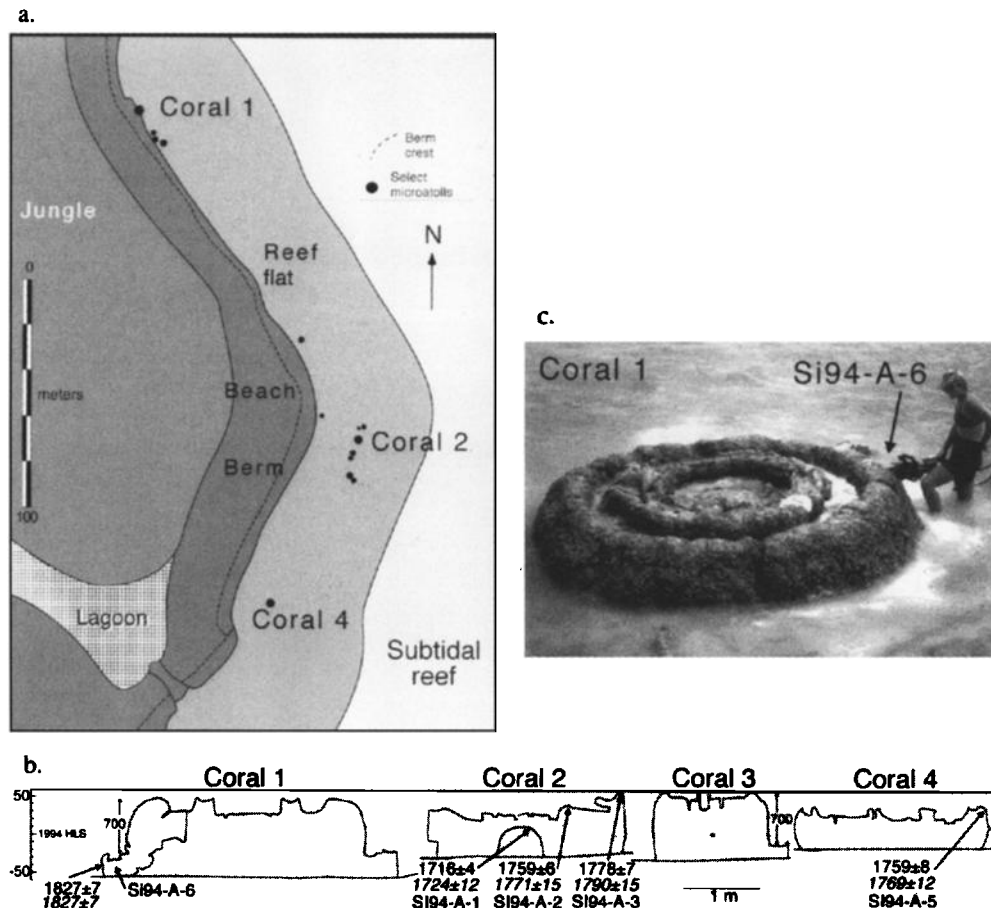 a.
Coral 1
Berm
crest
Select
microatolls
Jungle
N
0
Reef
flat
meters
Beach
Coral 2
Berm
100
Lagoon
Coral 4
Subtidal
reef
c.
Coral 1
Si94-A-6
b.
Coral 1
Coral 2
Coral 3
Coral 4
50
1994 HLS
-50
700
700
1827±7
1827±7
SI94-A-6
1716±4
1724±12
SI94-A-1
1759±6
1771±15
SI94-A-2
1778±7
1790±15
SI94-A-3
1 m
1759±8
1769±12
SI94-A-5